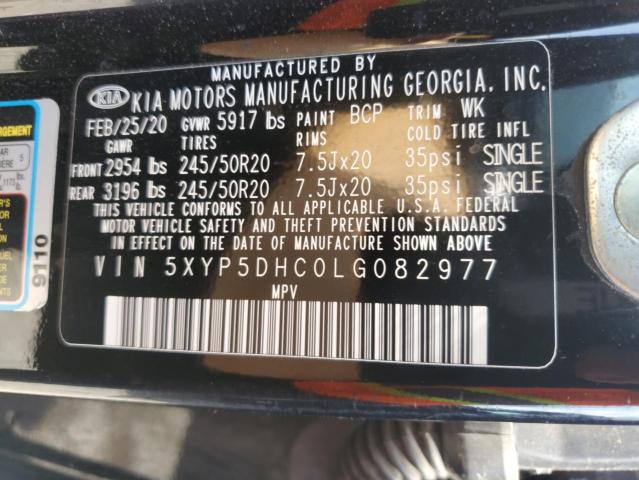 MANUFACTURED BY
KIA KIA MOTORS MANUFACTURING GEORGIA, INC.
FEB/25/20 GVWR 5917 lbs PAINT BCP TRIM WK
GAWR TIRES RIMS COLD TIRE INFL
FRONT 2954 lbs 245/50R20 7.5Jx20 35psi SINGLE
REAR 3196 lbs 245/50R20 7.5Jx20 35psi SINGLE
THIS VEHICLE CONFORMS TO ALL APPLICABLE U.S.A. FEDERAL
MOTOR VEHICLE SAFETY AND THEFT PREVENTION STANDARDS
IN EFFECT ON THE DATE OF MANUFACTURE SHOWN ABOVE.
VIN 5XYP5DHC0LG082977
MPV
9110